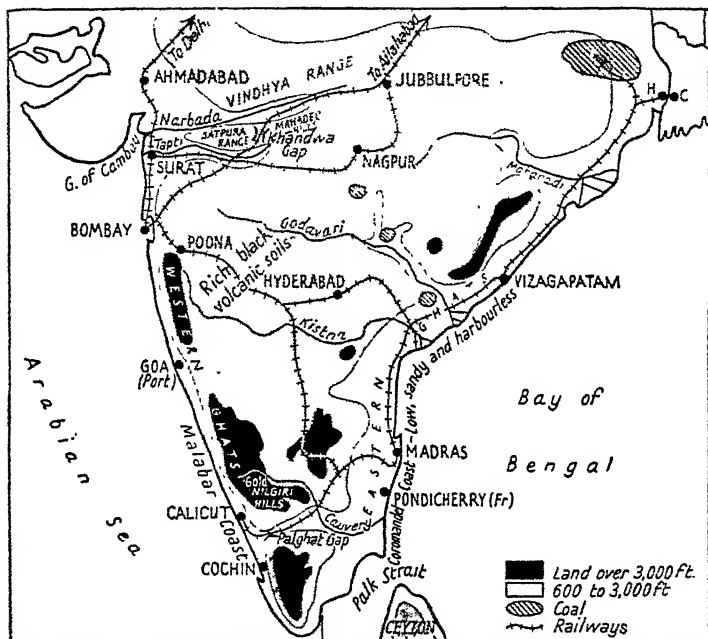 To Delhi
To Allahabad
AHMADABAD
VINDHYA RANGE
JUBBULPORE
H
C
Narbada
SATPURA
RANGE
Khandwa
Gap
Tapti
G. of Cambay
SURAT
NAGPUR
Mahanadi
BOMBAY
POONA
Godavari
Rich black
volcanic soils
HYDERABAD
VIZAGAPATAM
Kistna
WESTERN
GHATS
EASTERN
GHATS
GOA
(Port)
Arabian
Sea
Malabar
Coast
Gold
NILGIRI
HILLS
CALICUT
Palghat Gap
Cauvery
COCHIN
Coromandel Coast - Low, sandy and harbourless
MADRAS
PONDICHERRY (Fr)
Bay of
Bengal
Palk Strait
CEYLON
Land over 3,000 ft.
600 to 3,000 ft
Coal
Railways